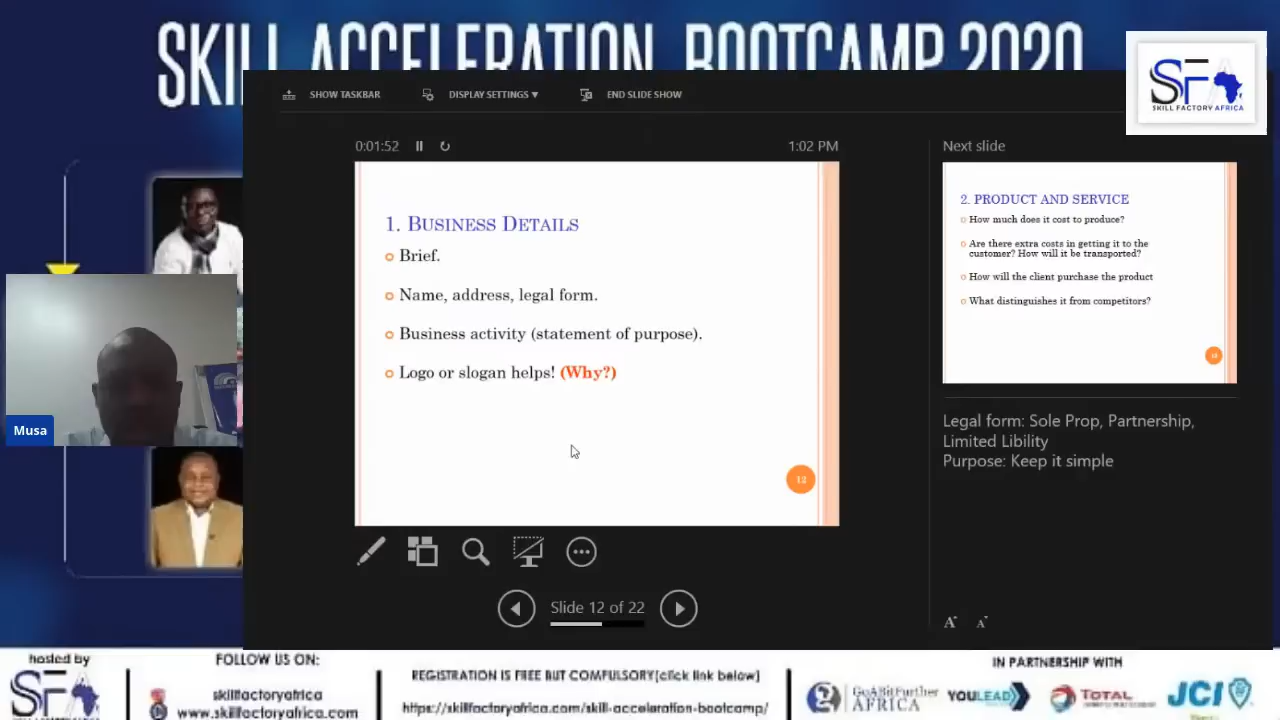 SKILL ACCELERATION BOOTCAMP 2020
SFA
SKILL FACTORY AFRICA
SHOW TASKBAR
DISPLAY SETTINGS ▼
END SLIDE SHOW
0:01:52
1:02 PM
1. BUSINESS DETAILS
Brief.
Name, address, legal form.
Business activity (statement of purpose).
Logo or slogan helps! (Why?)
12
Slide 12 of 22
Next slide
2. PRODUCT AND SERVICE
How much does it cost to produce?
Are there extra costs in getting it to the
customer? How will it be transported?
How will the client purchase the product
What distinguishes it from competitors?
13
Legal form: Sole Prop, Partnership,
Limited Libility
Purpose: Keep it simple
A A
Musa
hosted by
SFA
FOLLOW US ON:
skillfactoryafrica
www.skillfactoryafrica.com
REGISTRATION IS FREE BUT COMPULSORY(click link below)
https://skillfactoryafrica.com/skill-acceleration-bootcamp/
IN PARTNERSHIP WITH
GoABitFurther
AFRICA
YOULEAD
TOTAL
JCI